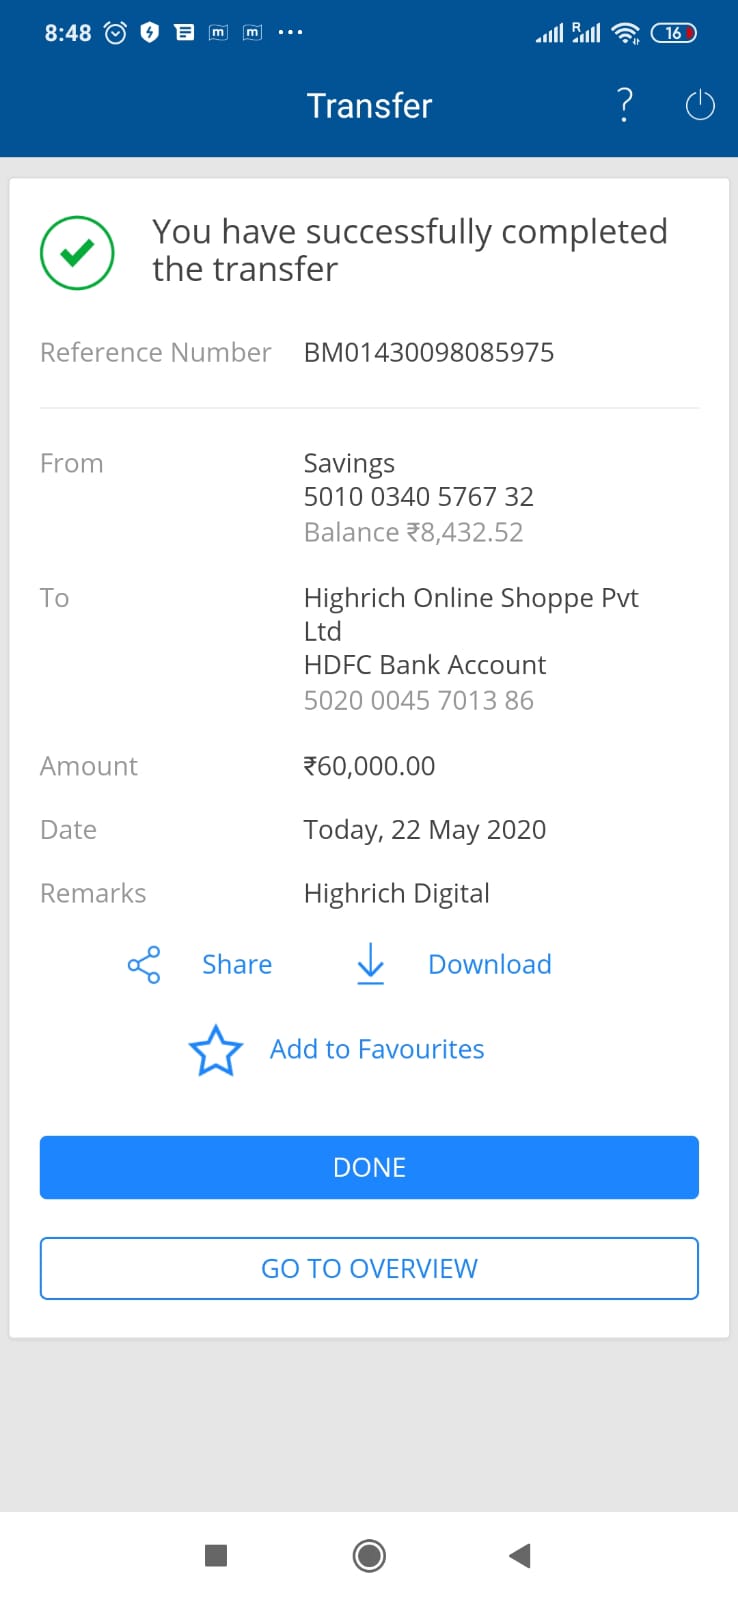 8:48
R
16
Transfer
?
You have successfully completed
the transfer
Reference Number BM01430098085975
From Savings
5010 0340 5767 32
Balance ₹8,432.52
To Highrich Online Shoppe Pvt
Ltd
HDFC Bank Account
5020 0045 7013 86
Amount ₹60,000.00
Date Today, 22 May 2020
Remarks Highrich Digital
Share Download
Add to Favourites
DONE
GO TO OVERVIEW